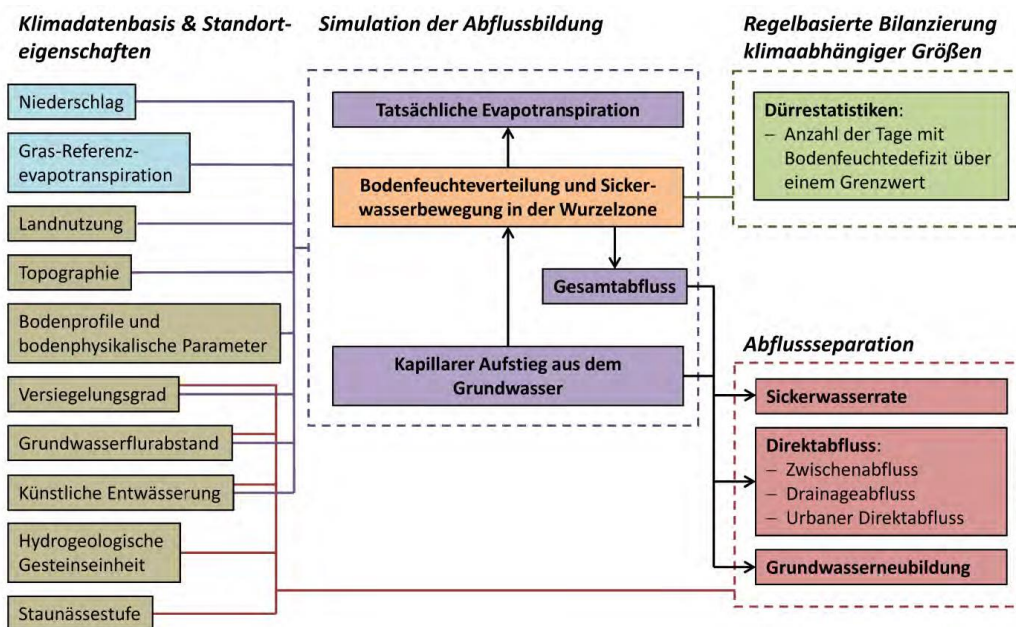 Klimadatenbasis & Standort-
eigenschaften
Niederschlag
Gras-Referenz-
evapotranspiration
Landnutzung
Topographie
Bodenprofile und
bodenphysikalische Parameter
Versiegelungsgrad
Grundwasserflurabstand
Künstliche Entwässerung
Hydrogeologische
Gesteinseinheit
Staunässestufe
Simulation der Abflussbildung
Tatsächliche Evapotranspiration
Bodenfeuchteverteilung und Sicker-
wasserbewegung in der Wurzelzone
Gesamtabfluss
Kapillarer Aufstieg aus dem
Grundwasser
Regelbasierte Bilanzierung
klimaabhängiger Größen
Dürrestatistiken:
– Anzahl der Tage mit
Bodenfeuchtedefizit über
einem Grenzwert
Abflussseparation
Sickerwasserrate
Direktabfluss:
– Zwischenabfluss
– Drainageabfluss
– Urbaner Direktabfluss
Grundwasserneubildung